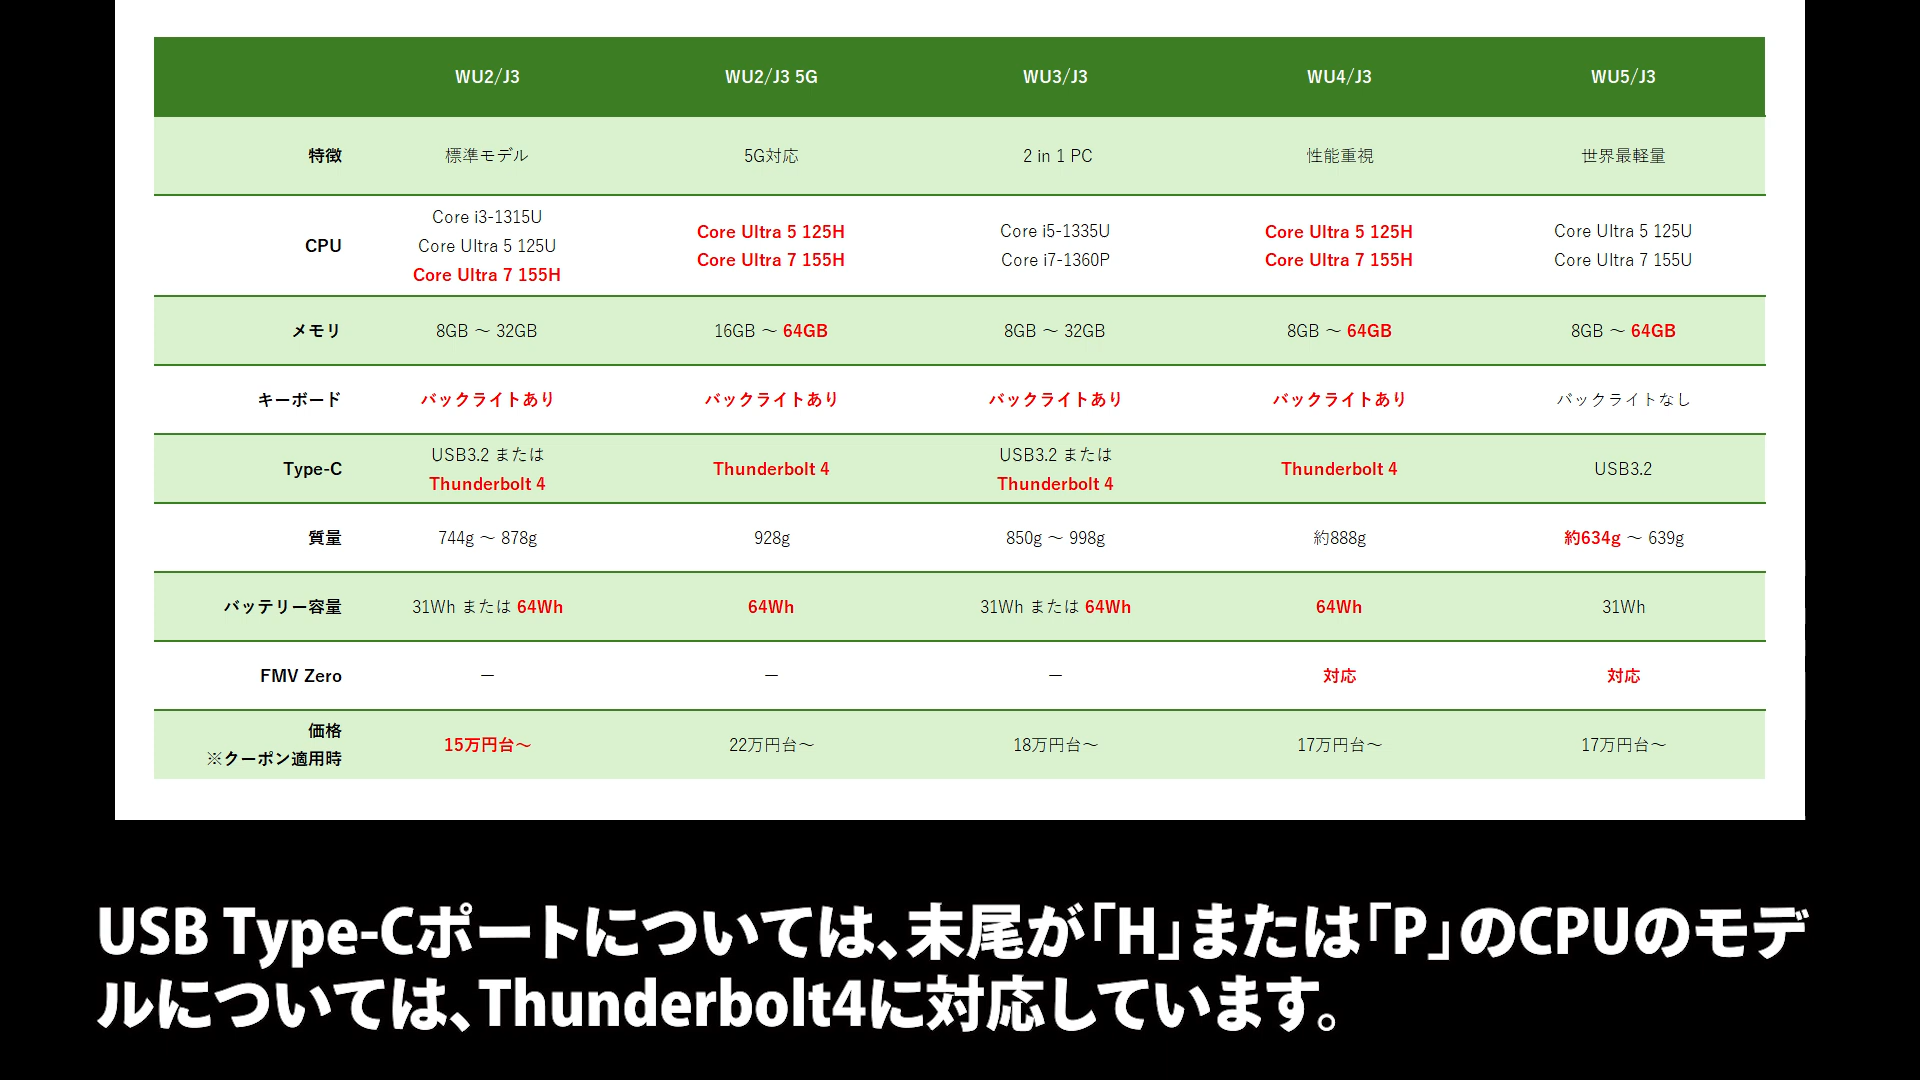 WU2/J3 WU2/J3 5G WU3/J3 WU4/J3 WU5/J3
特徴 標準モデル 5G対応 2 in 1 PC 性能重視 世界最軽量
CPU
Core i3-1315U
Core Ultra 5 125U
Core Ultra 7 155H
Core Ultra 5 125H
Core Ultra 7 155H
Core i5-1335U
Core i7-1360P
Core Ultra 5 125H
Core Ultra 7 155H
Core Ultra 5 125U
Core Ultra 7 155U
メモリ 8GB ～ 32GB 16GB ～ 64GB 8GB ～ 32GB 8GB ～ 64GB 8GB ～ 64GB
キーボード バックライトあり バックライトあり バックライトあり バックライトあり バックライトなし
Type-C
USB3.2 または
Thunderbolt 4
Thunderbolt 4
USB3.2 または
Thunderbolt 4
Thunderbolt 4
USB3.2
質量 744g ～ 878g 928g 850g ～ 998g 約888g 約634g ～ 639g
バッテリー容量 31Wh または 64Wh 64Wh 31Wh または 64Wh 64Wh 31Wh
FMV Zero － － － 対応 対応
価格
※クーポン適用時
15万円台～ 22万円台～ 18万円台～ 17万円台～ 17万円台～
USB Type-Cポートについては、末尾が「H」または「P」のCPUのモデ
ルについては、Thunderbolt4に対応しています。